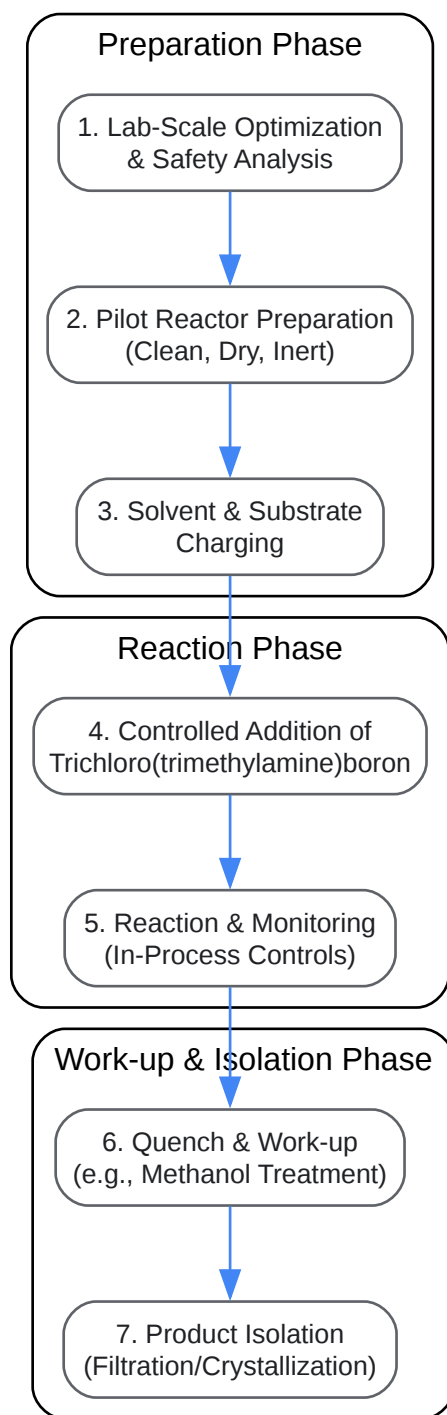 Preparation Phase
1. Lab-Scale Optimization
& Safety Analysis
2. Pilot Reactor Preparation
(Clean, Dry, Inert)
3. Solvent & Substrate
Charging
Reaction Phase
4. Controlled Addition of
Trichloro(trimethylamine)boron
5. Reaction & Monitoring
(In-Process Controls)
Work-up & Isolation Phase
6. Quench & Work-up
(e.g., Methanol Treatment)
7. Product Isolation
(Filtration/Crystallization)